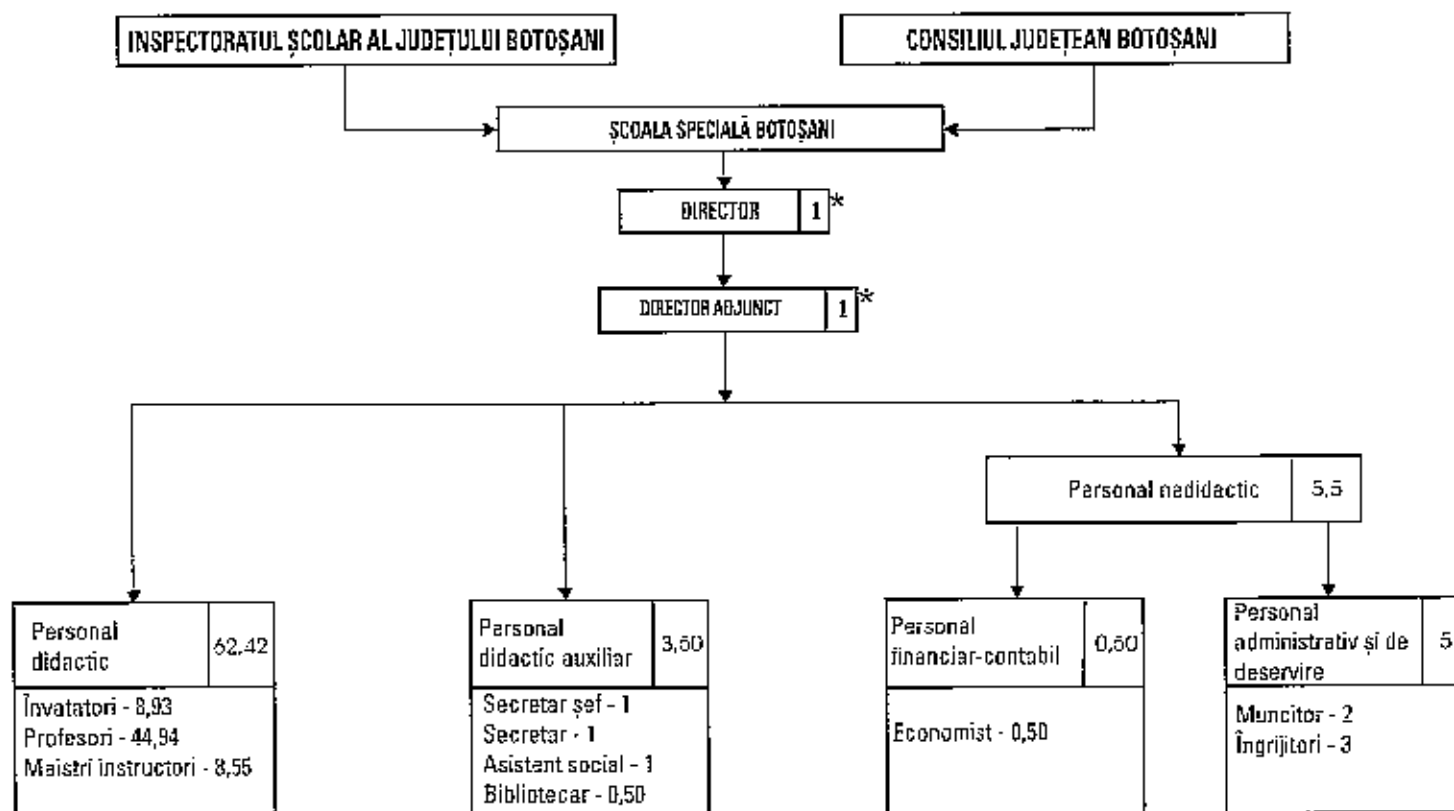 INSPECTORATUL ȘCOLAR AL JUDEȚULUI BOTOȘANI
CONSILIUL JUDEȚEAN BOTOȘANI
ȘCOALA SPECIALĂ BOTOȘANI
DIRECTOR 1*
DIRECTOR ADJUNCT 1*
Personal nedidactic 5,5
Personal
didactic
62,42
Învatatori - 8,93
Profesori - 44,94
Maistri instructori - 8,55
Personal
didactic auxiliar
3,50
Secretar șef - 1
Secretar - 1
Asistent social - 1
Bibliotecar - 0,50
Personal
financiar-contabil
0,50
Economist - 0,50
Personal
administrativ și de
deservire
5
Muncitor - 2
Îngrijitori - 3